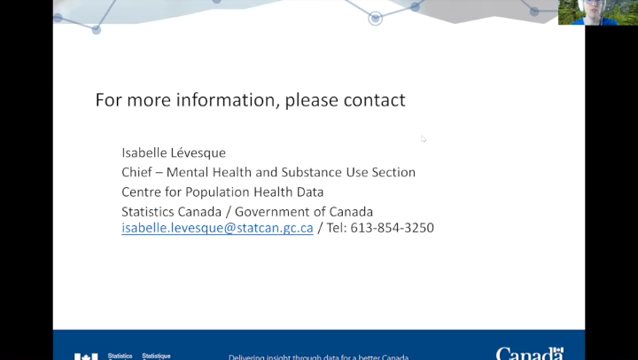 For more information, please contact
Isabelle Lévesque
Chief – Mental Health and Substance Use Section
Centre for Population Health Data
Statistics Canada / Government of Canada
isabelle.levesque@statcan.gc.ca / Tel: 613-854-3250
Statistics Statistique
Delivering insight through data for a better Canada
Canada